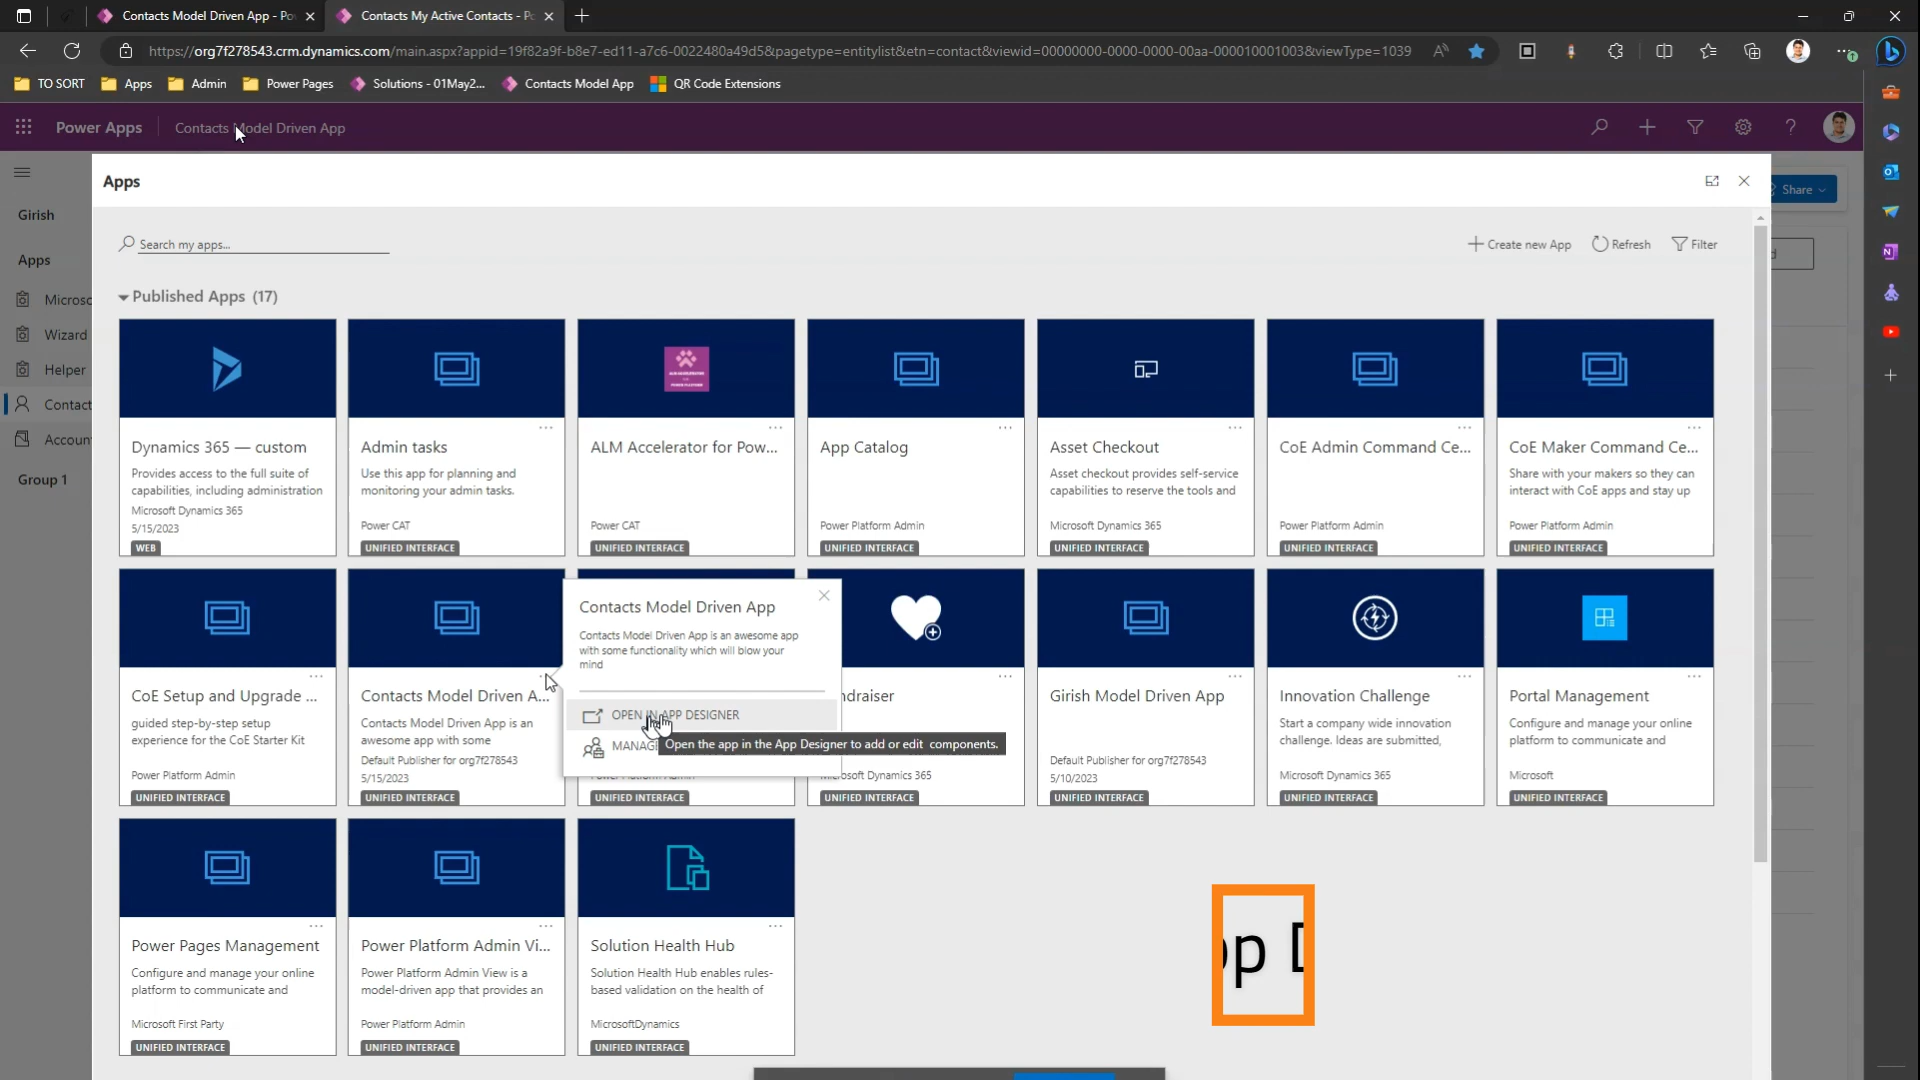 Contacts Model Driven App - Po
Contacts My Active Contacts - P
https://org7f278543.crm.dynamics.com/main.aspx?appid=19f82a9f-b8e7-ed11-a7c6-0022480a49d5&pagetype=entitylist&etn=contact&viewid=00000000-0000-0000-00aa-000010001003&viewType=1039
TO SORT Apps Admin Power Pages Solutions - 01May2... Contacts Model App QR Code Extensions
Power Apps Contacts Model Driven App
Apps
Share
Girish
Apps
Microso
Wizard
Helper
Contact
Accoun
Group 1
Search my apps...
Create new App Refresh Filter
Published Apps (17)
Dynamics 365 — custom
Provides access to the full suite of
capabilities, including administration
Microsoft Dynamics 365
5/15/2023
WEB
Admin tasks
Use this app for planning and
monitoring your admin tasks.
Power CAT
UNIFIED INTERFACE
ALM ACCELERATOR
POWER PLATFORM
ALM Accelerator for Pow...
Power CAT
UNIFIED INTERFACE
App Catalog
Power Platform Admin
UNIFIED INTERFACE
Asset Checkout
Asset checkout provides self-service
capabilities to reserve the tools and
Microsoft Dynamics 365
UNIFIED INTERFACE
CoE Admin Command Ce...
Power Platform Admin
UNIFIED INTERFACE
CoE Maker Command Ce...
Share with your makers so they can
interact with CoE apps and stay up
Power Platform Admin
UNIFIED INTERFACE
CoE Setup and Upgrade ...
guided step-by-step setup
experience for the CoE Starter Kit
Power Platform Admin
UNIFIED INTERFACE
Contacts Model Driven A...
Contacts Model Driven App is an
awesome app with some
Default Publisher for org7f278543
5/15/2023
UNIFIED INTERFACE
Contacts Model Driven App
Contacts Model Driven App is an awesome app
with some functionality which will blow your
mind
OPEN IN APP DESIGNER
MANAG
Open the app in the App Designer to add or edit components.
UNIFIED INTERFACE
ndraiser
Microsoft Dynamics 365
UNIFIED INTERFACE
Girish Model Driven App
Default Publisher for org7f278543
5/10/2023
UNIFIED INTERFACE
Innovation Challenge
Start a company wide innovation
challenge. Ideas are submitted,
Microsoft Dynamics 365
UNIFIED INTERFACE
Portal Management
Configure and manage your online
platform to communicate and
Microsoft
UNIFIED INTERFACE
Power Pages Management
Configure and manage your online
platform to communicate and
Microsoft First Party
UNIFIED INTERFACE
Power Platform Admin Vi...
Power Platform Admin View is a
model-driven app that provides an
Power Platform Admin
UNIFIED INTERFACE
Solution Health Hub
Solution Health Hub enables rules-
based validation on the health of
MicrosoftDynamics
UNIFIED INTERFACE
pp D